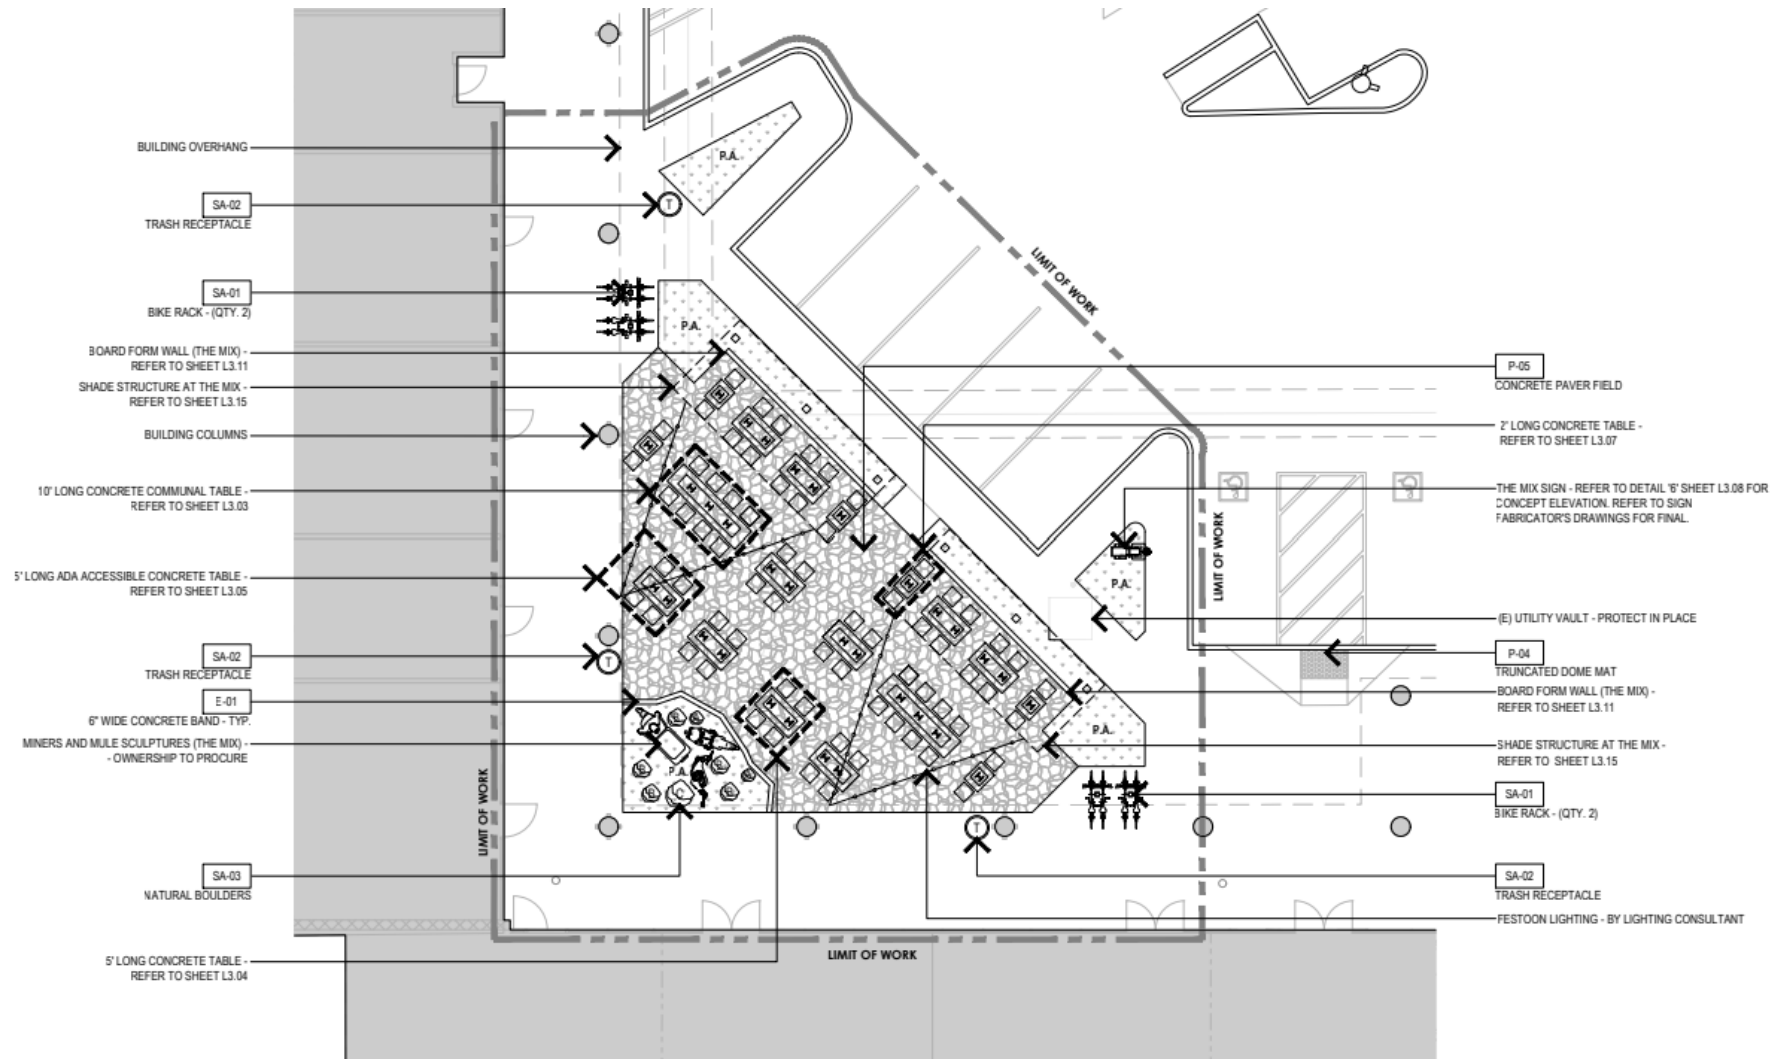 BUILDING OVERHANG
SA-02
TRASH RECEPTACLE
SA-01
BIKE RACK - (QTY. 2)
BOARD FORM WALL (THE MIX) -
REFER TO SHEET L3.11
SHADE STRUCTURE AT THE MIX -
REFER TO SHEET L3.15
BUILDING COLUMNS
10' LONG CONCRETE COMMUNAL TABLE -
REFER TO SHEET L3.03
5' LONG ADA ACCESSIBLE CONCRETE TABLE -
REFER TO SHEET L3.05
SA-02
TRASH RECEPTACLE
E-01
6" WIDE CONCRETE BAND - TYP.
MINERS AND MULE SCULPTURES (THE MIX) -
- OWNERSHIP TO PROCURE
SA-03
NATURAL BOULDERS
5' LONG CONCRETE TABLE -
REFER TO SHEET L3.04
P.A.
T
P.A.
LIMIT OF WORK
P.A.
LIMIT OF WORK
T
P.A.
P.A.
LIMIT OF WORK
T
LIMIT OF WORK
P-05
CONCRETE PAVER FIELD
2' LONG CONCRETE TABLE -
REFER TO SHEET L3.07
THE MIX SIGN - REFER TO DETAIL '6' SHEET L3.08 FOR
CONCEPT ELEVATION. REFER TO SIGN
FABRICATOR'S DRAWINGS FOR FINAL.
(E) UTILITY VAULT - PROTECT IN PLACE
P-04
TRUNCATED DOME MAT
BOARD FORM WALL (THE MIX) -
REFER TO SHEET L3.11
SHADE STRUCTURE AT THE MIX -
REFER TO SHEET L3.15
SA-01
BIKE RACK - (QTY. 2)
SA-02
TRASH RECEPTACLE
FESTOON LIGHTING - BY LIGHTING CONSULTANT